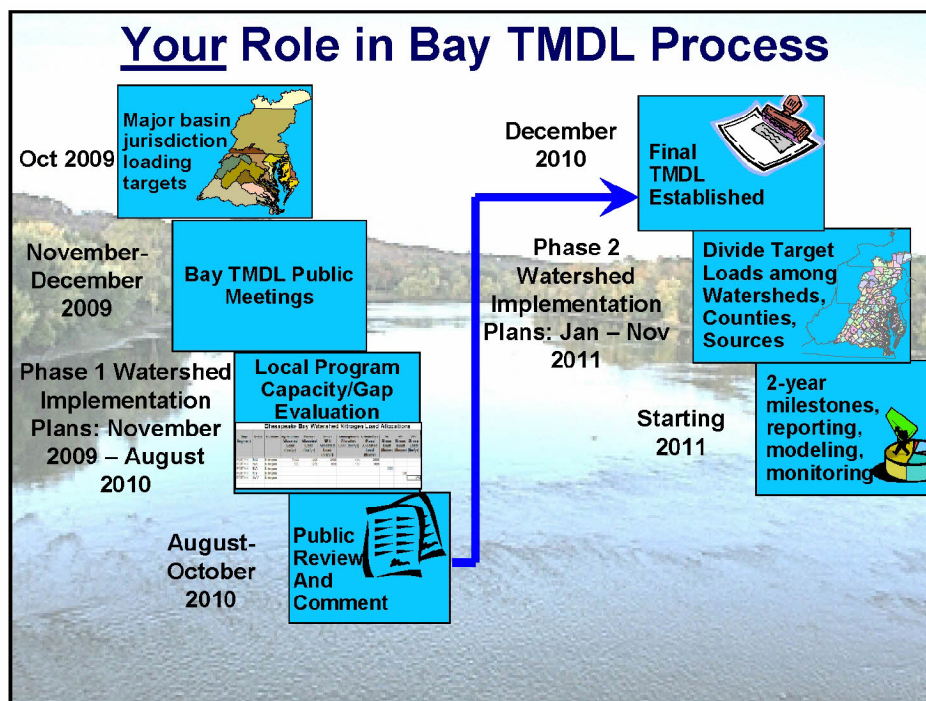 Your Role in Bay TMDL Process
Oct 2009
Major basin
jurisdiction
loading
targets
November-
December
2009
Bay TMDL Public
Meetings
Phase 1 Watershed
Implementation
Plans: November
2009 – August
2010
Local Program
Capacity/Gap
Evaluation
Chesapeake Bay Watershed Nitrogen Load Allocations
August-
October
2010
Public
Review
And
Comment
December
2010
Final
TMDL
Established
Phase 2
Watershed
Implementation
Plans: Jan – Nov
2011
Divide Target
Loads among
Watersheds,
Counties,
Sources
Starting
2011
2-year
milestones,
reporting,
modeling,
monitoring